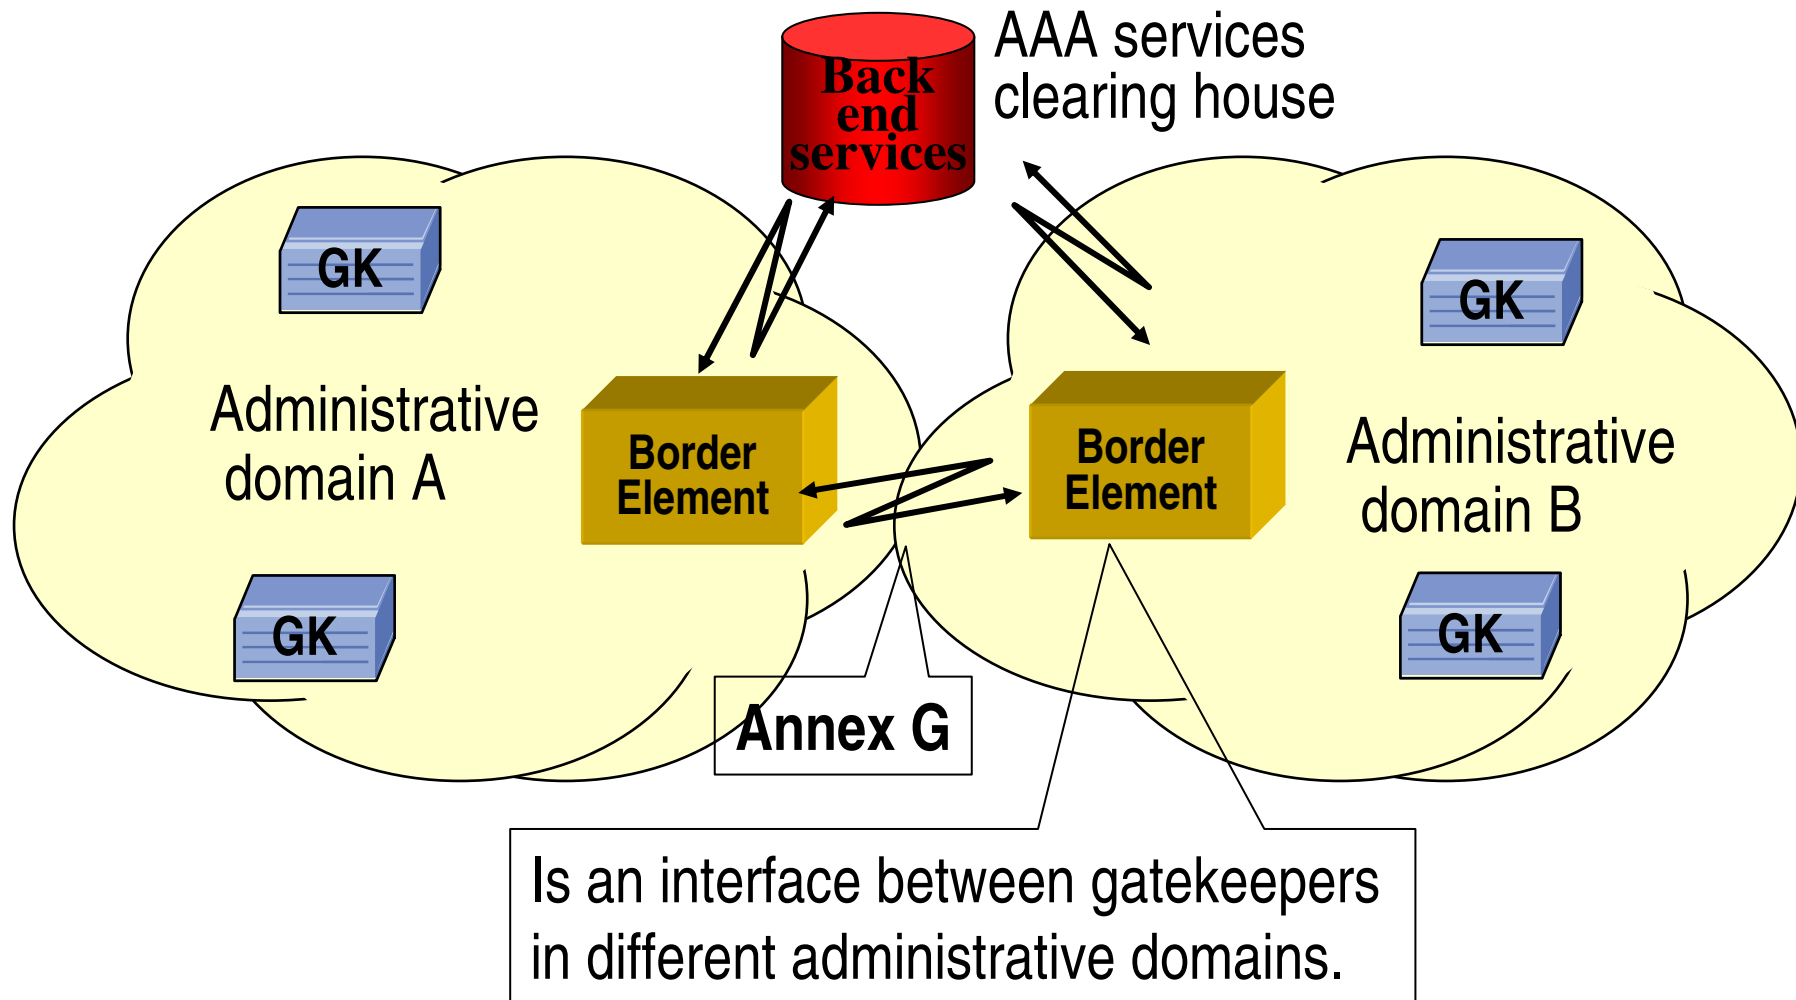 Back
end
services
AAA services
clearing house
GK
GK
Administrative
domain A
Border
Element
Border
Element
Administrative
domain B
GK
GK
Annex G
Is an interface between gatekeepers
in different administrative domains.